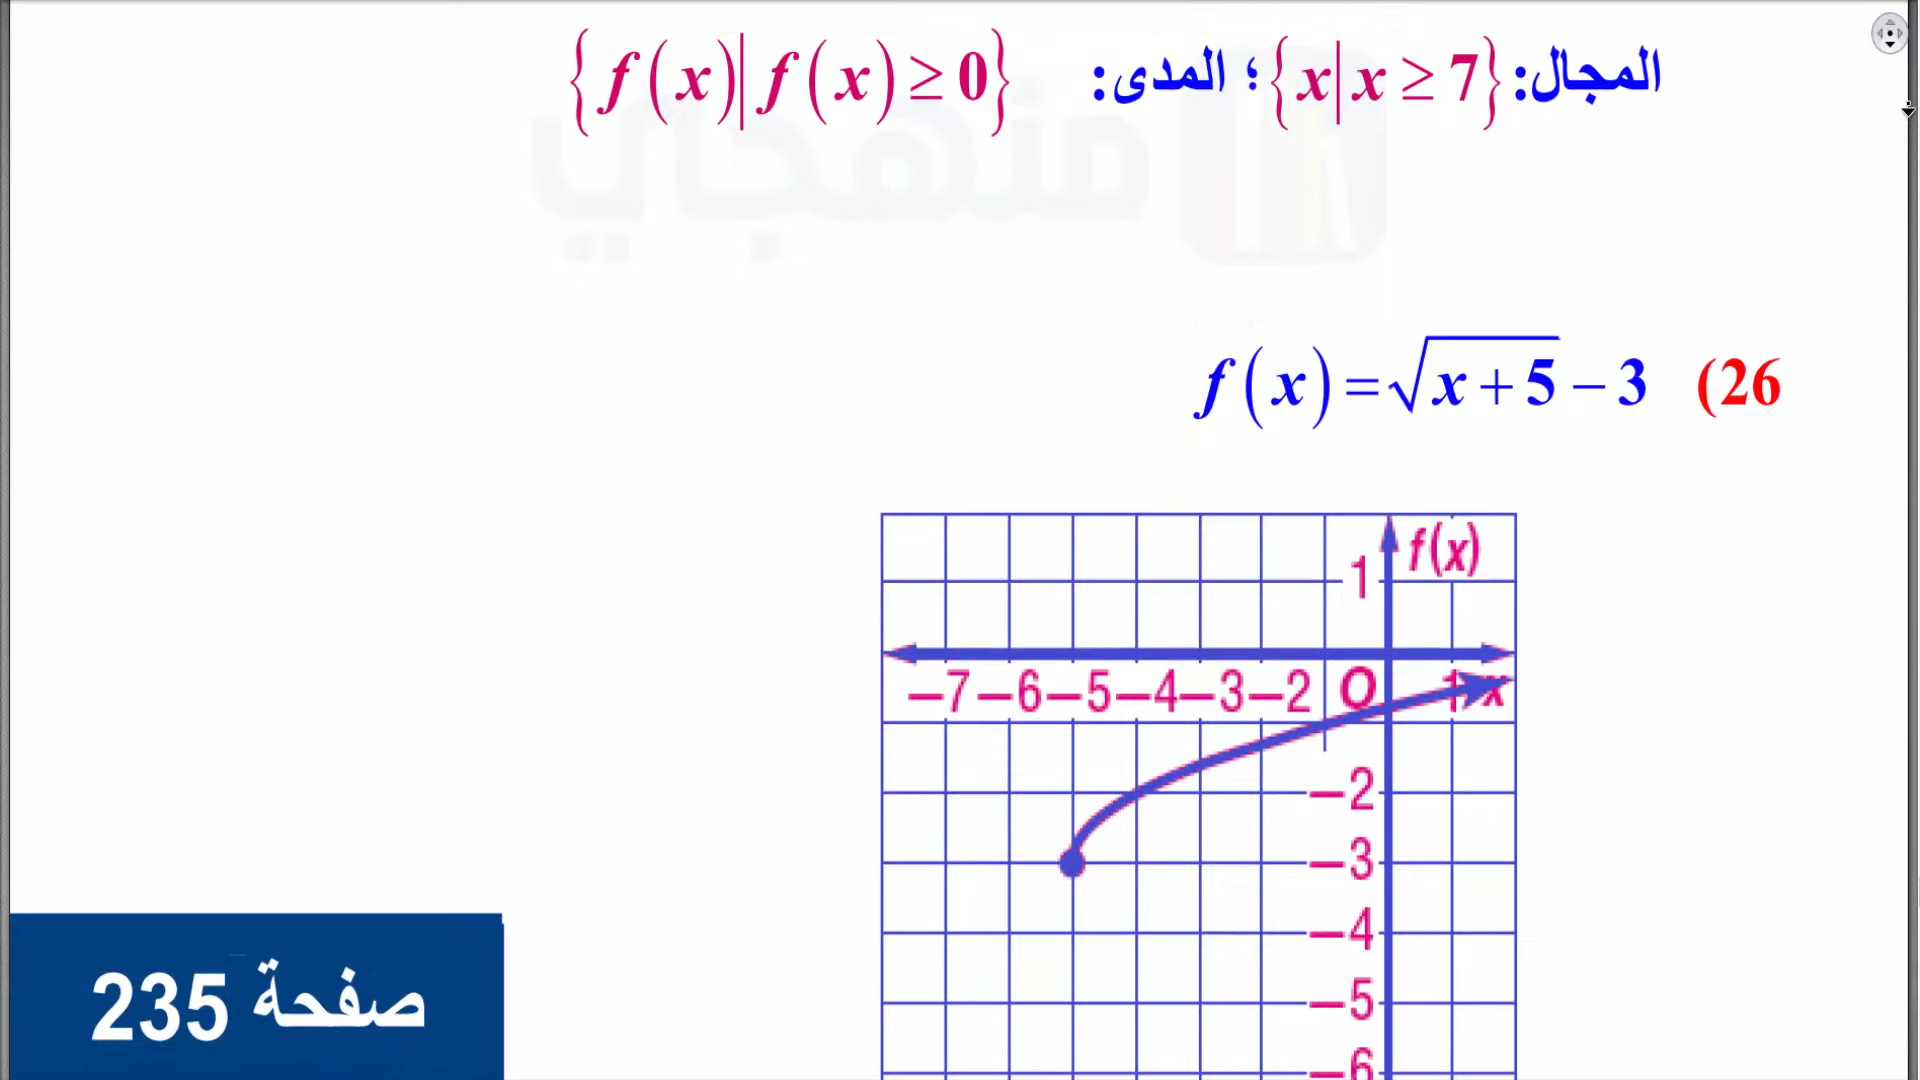 المجال: {x|x ≥ 7} ؛ المدى: {f(x)|f(x) ≥ 0}
منهجاي
(26 f(x) = √(x+5) − 3
f(x)
1
−7 −6 −5 −4 −3 −2 O 1 x
−2
−3
−4
−5
−6
صفحة 235